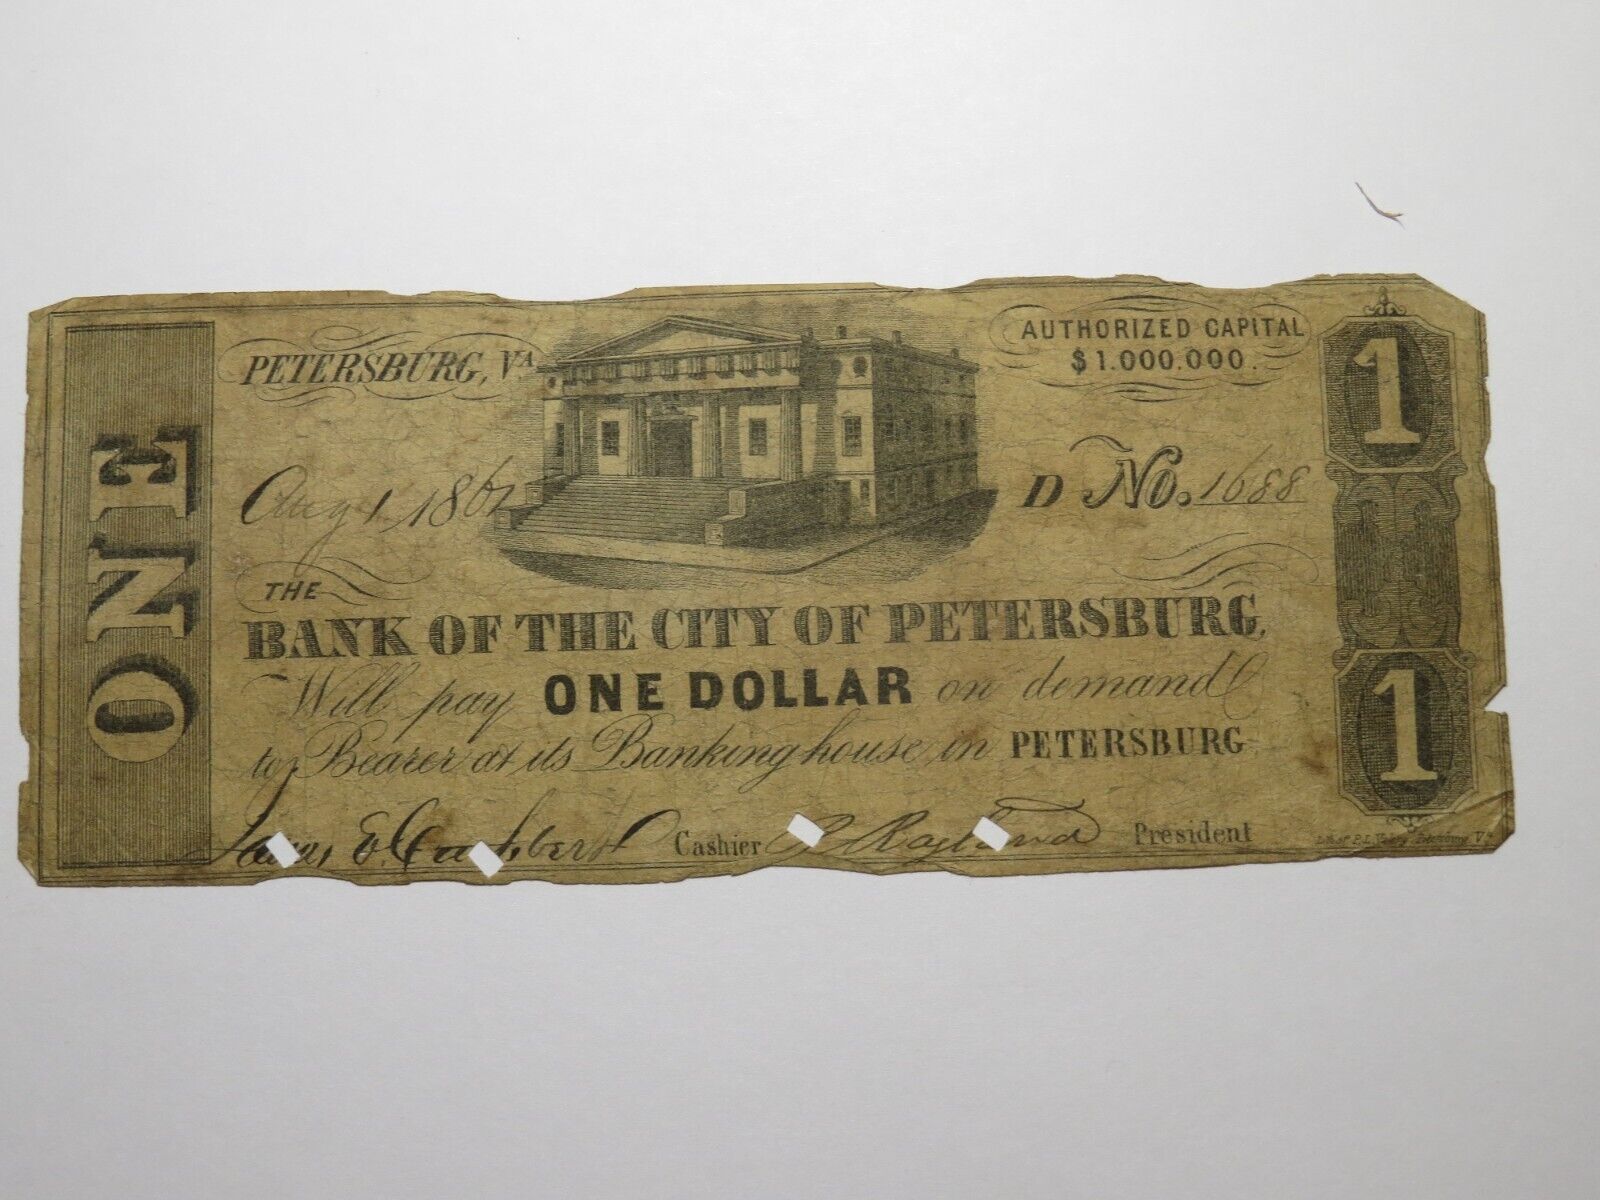 ONE
PETERSBURG, VA
AUTHORIZED CAPITAL
$1.000.000.
1
Aug 1 1861
D No. 1688
THE
BANK OF THE CITY OF PETERSBURG,
Will pay ONE DOLLAR on demand
to Bearer at its Banking house in PETERSBURG
1
Cuthbert Cashier Ragland President